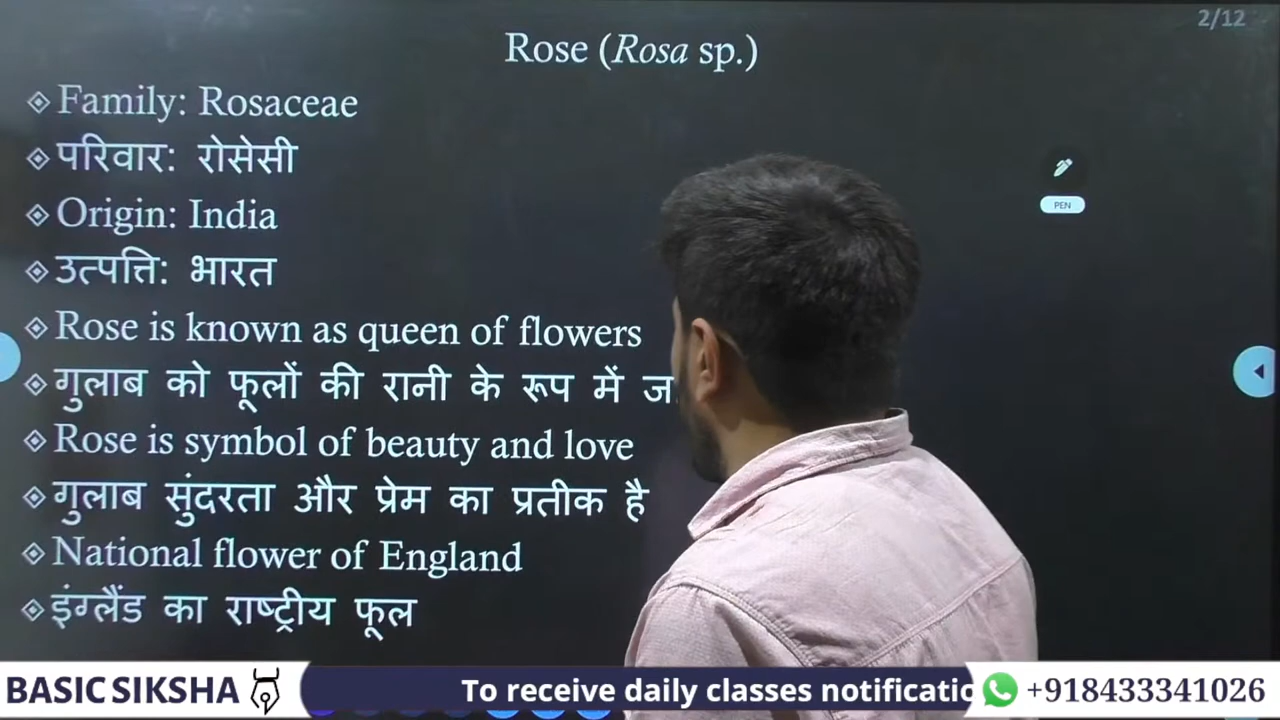 2/12
Rose (Rosa sp.)
Family: Rosaceae
परिवार: रोसेसी
Origin: India
उत्पत्ति: भारत
Rose is known as queen of flowers
गुलाब को फूलों की रानी के रूप में
Rose is symbol of beauty and love
गुलाब सुंदरता और प्रेम का प्रतीक है
National flower of England
इंग्लैंड का राष्ट्रीय फूल
PEN
BASIC SIKSHA
To receive daily classes
+918433341026